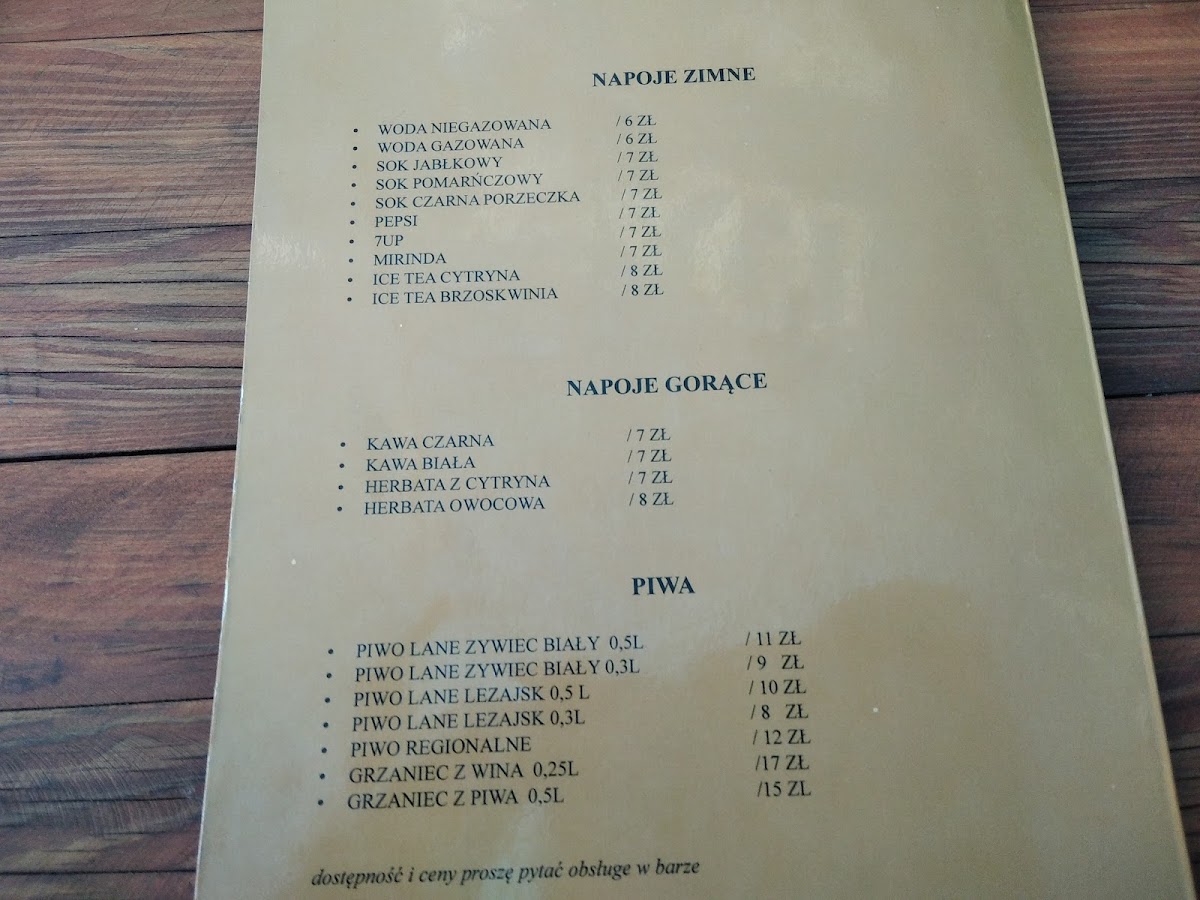 NAPOJE ZIMNE
• WODA NIEGAZOWANA / 6 ZŁ
• WODA GAZOWANA / 6 ZŁ
• SOK JABŁKOWY / 7 ZŁ
• SOK POMARŃCZOWY / 7 ZŁ
• SOK CZARNA PORZECZKA / 7 ZŁ
• PEPSI / 7 ZŁ
• 7UP / 7 ZŁ
• MIRINDA / 7 ZŁ
• ICE TEA CYTRYNA / 8 ZŁ
• ICE TEA BRZOSKWINIA / 8 ZŁ
NAPOJE GORĄCE
• KAWA CZARNA / 7 ZŁ
• KAWA BIAŁA / 7 ZŁ
• HERBATA Z CYTRYNA / 7 ZŁ
• HERBATA OWOCOWA / 8 ZŁ
PIWA
• PIWO LANE ZYWIEC BIAŁY 0,5L / 11 ZŁ
• PIWO LANE ZYWIEC BIAŁY 0,3L / 9 ZŁ
• PIWO LANE LEZAJSK 0,5 L / 10 ZŁ
• PIWO LANE LEZAJSK 0,3L / 8 ZŁ
• PIWO REGIONALNE / 12 ZŁ
• GRZANIEC Z WINA 0,25L /17 ZŁ
• GRZANIEC Z PIWA 0,5L /15 ZL
dostępność i ceny proszę pytać obsługe w barze